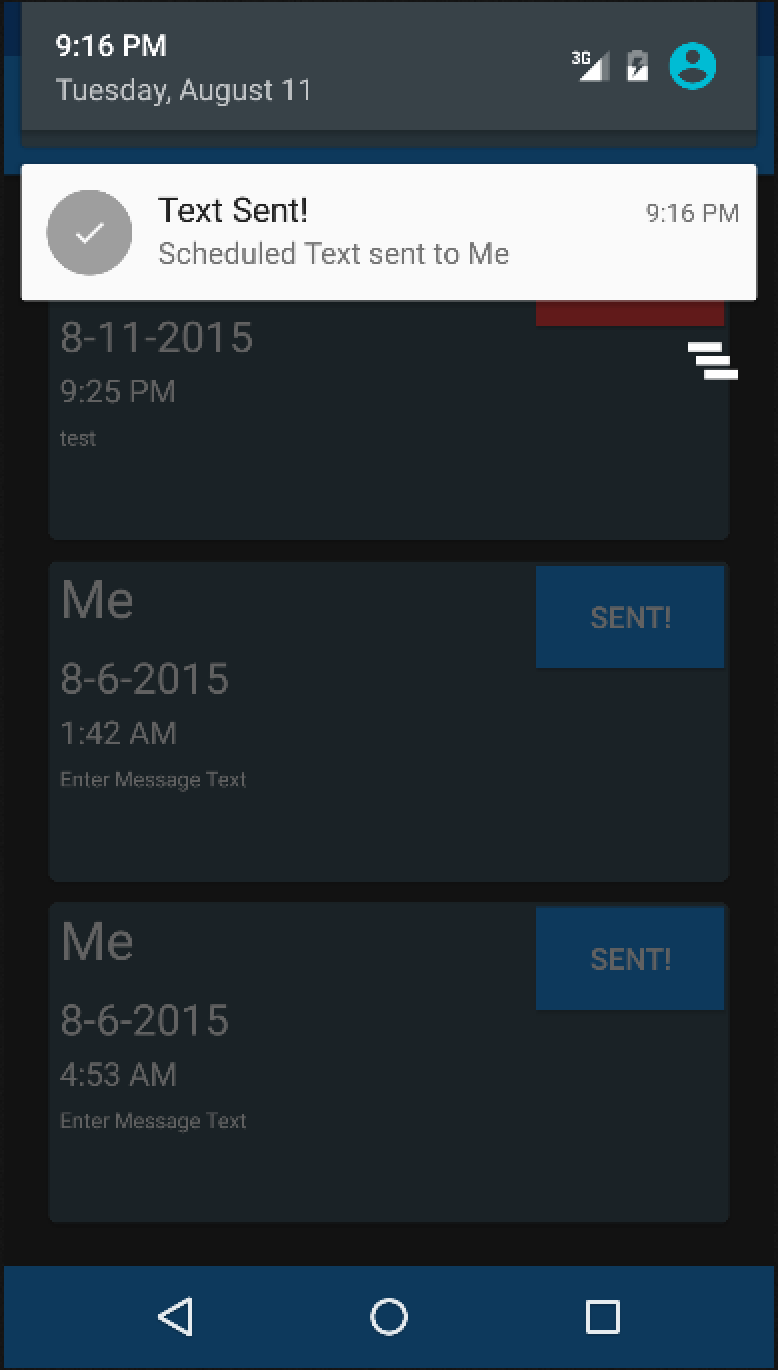 9:16 PM
3G
Tuesday, August 11
Text Sent!
9:16 PM
Scheduled Text sent to Me
8-11-2015
9:25 PM
test
Me
SENT!
8-6-2015
1:42 AM
Enter Message Text
Me
SENT!
8-6-2015
4:53 AM
Enter Message Text